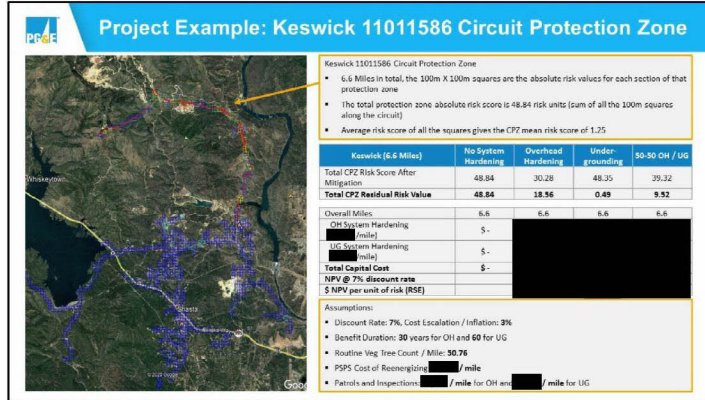 PG&E
Project Example: Keswick 11011586 Circuit Protection Zone
Keswick 11011586 Circuit Protection Zone
▪ 6.6 Miles in total, the 100m X 100m squares are the absolute risk values for each section of that
protection zone
▪ The total protection zone absolute risk is 48.84 risk units (sum of all the 100m squares
along the circuit)
▪ Average risk score of all the squares gives the CPZ mean risk of 1.25
Keswick (6.6 Miles) No System Hardening Overhead Hardening Under-grounding 50-50 OH / UG
Total CPZ Risk Score After
Mitigation 48.84 30.28 48.35 39.32
Total CPZ Residual Risk Value 48.84 18.56 0.49 9.52
Overall Miles 6.6 6.6 6.6 6.6
OH System Hardening
/mile) $ -
UG System Hardening
/mile) $ -
Total Capital Cost $ -
NPV @ 7% discount rate
$ NPV per unit of risk (RSE)
Assumptions:
▪ Discount Rate: 7%, Cost Escalation / Inflation: 3%
▪ Benefit Duration: 30 years for OH and 60 for UG
▪ Routine Veg Tree Count / Mile: 50.76
▪ PSPS Cost of Reenergizing / mile
▪ Patrols and Inspections: / mile for OH and / mile for UG
Whiskeytown
Shasta
© 2020 Google
Goog